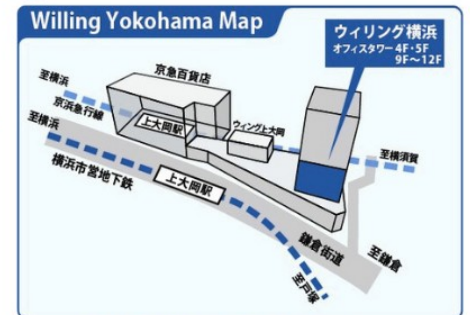 Willing Yokohama Map
ウィリング横浜
オフィスタワー4F・5F
9F～12F
京急百貨店
至横浜
京浜急行線
至横浜
上大岡駅
ウィング上大岡
至横須賀
横浜市営地下鉄
上大岡駅
鎌倉街道
至鎌倉
至戸塚